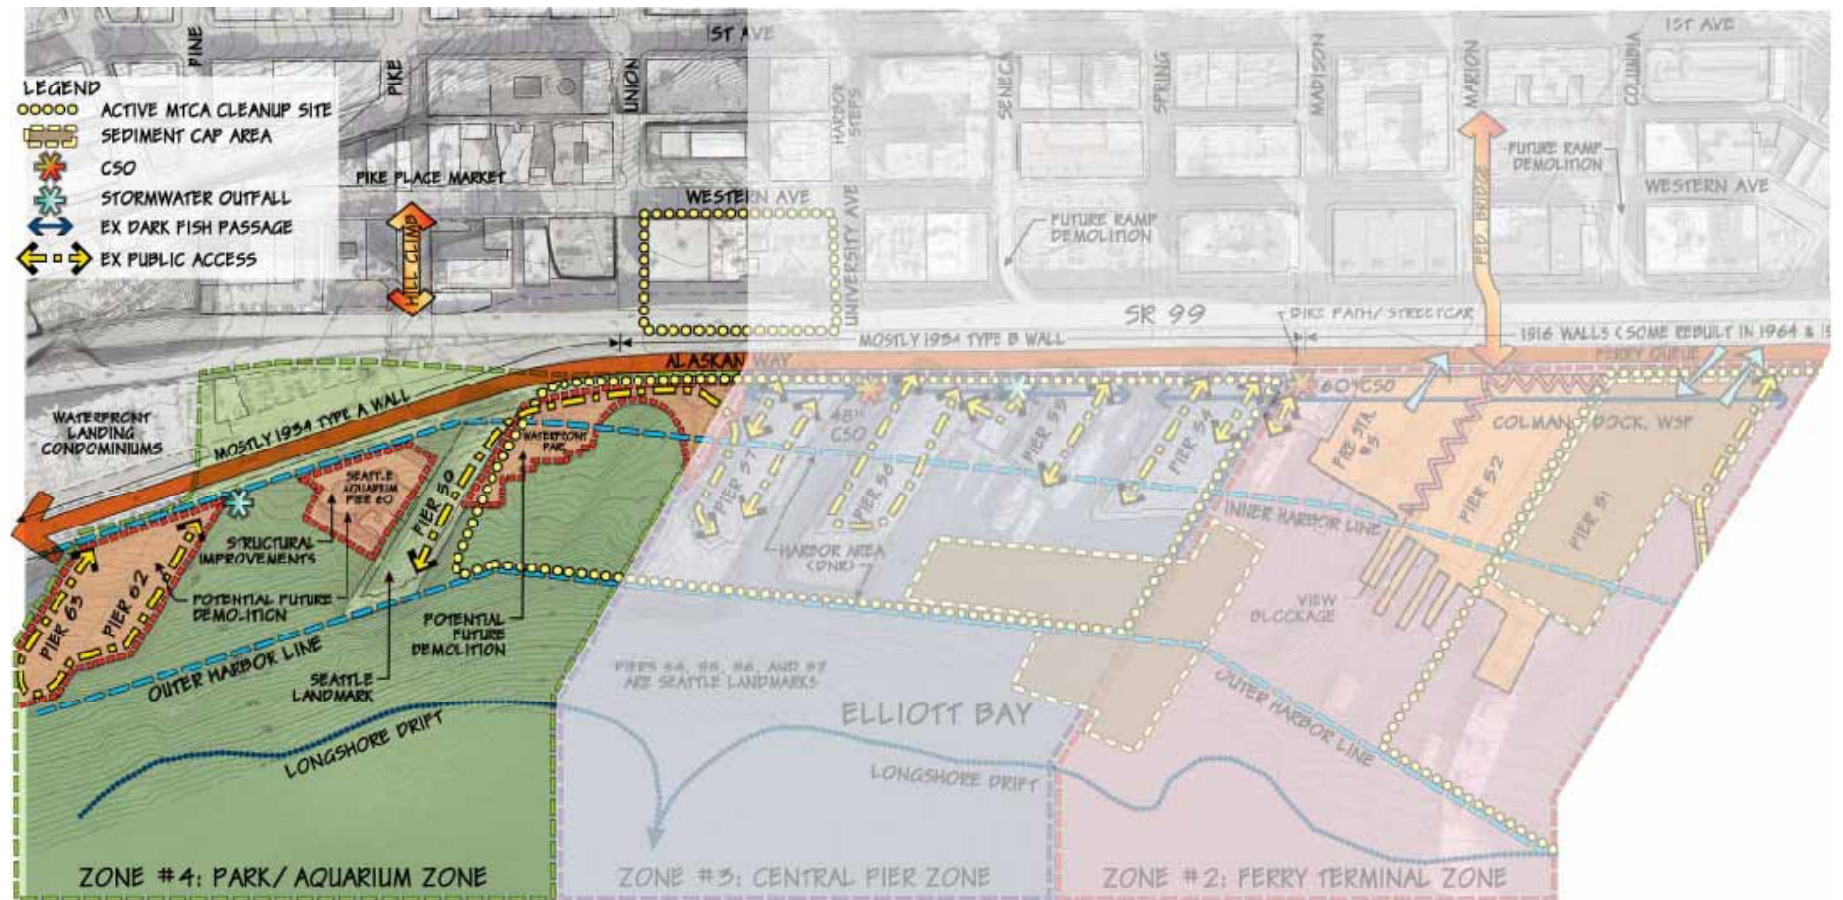 PINE
PIKE
UNION
1ST AVE
HARBOR
STEPS
SENECA
SPRING
MADISON
MARION
COLUMBIA
1ST AVE
LEGEND
ACTIVE MTCA CLEANUP SITE
SEDIMENT CAP AREA
CSO
STORMWATER OUTFALL
EX DARK FISH PASSAGE
EX PUBLIC ACCESS
PIKE PLACE MARKET
HILL CLIMB
WESTERN AVE
UNIVERSITY AVE
FUTURE RAMP
DEMOLITION
PED. BRIDGE
FUTURE RAMP
DEMOLITION
WESTERN AVE
SR 99
BIKE PATH/STREETCAR
MOSTLY 1934 TYPE B WALL
1916 WALLS (SOME REBUILT IN 1964 & 19
ALASKAN WAY
FERRY QUEUE
WATERFRONT
LANDING
CONDOMINIUMS
MOSTLY 1934 TYPE A WALL
SEATTLE
AQUARIUM
PIER 60
PIER 50
WATERFRONT
PARK
48"
CSO
PIER 57
PIER 56
PIER 55
PIER 54
60" CSO
FIRE STA.
#5
COLMAN DOCK, WSF
PIER 52
PIER 51
INNER HARBOR LINE
STRUCTURAL
IMPROVEMENTS
HARBOR AREA
(DNR)
PIER 63
PIER 62
POTENTIAL FUTURE
DEMOLITION
POTENTIAL
FUTURE
DEMOLITION
VIEW
BLOCKAGE
OUTER HARBOR LINE
SEATTLE
LANDMARK
PIERS 54, 55, 56, AND 57
ARE SEATTLE LANDMARKS
ELLIOTT BAY
OUTER HARBOR LINE
LONGSHORE DRIFT
LONGSHORE DRIFT
ZONE #4: PARK/AQUARIUM ZONE
ZONE #3: CENTRAL PIER ZONE
ZONE #2: FERRY TERMINAL ZONE